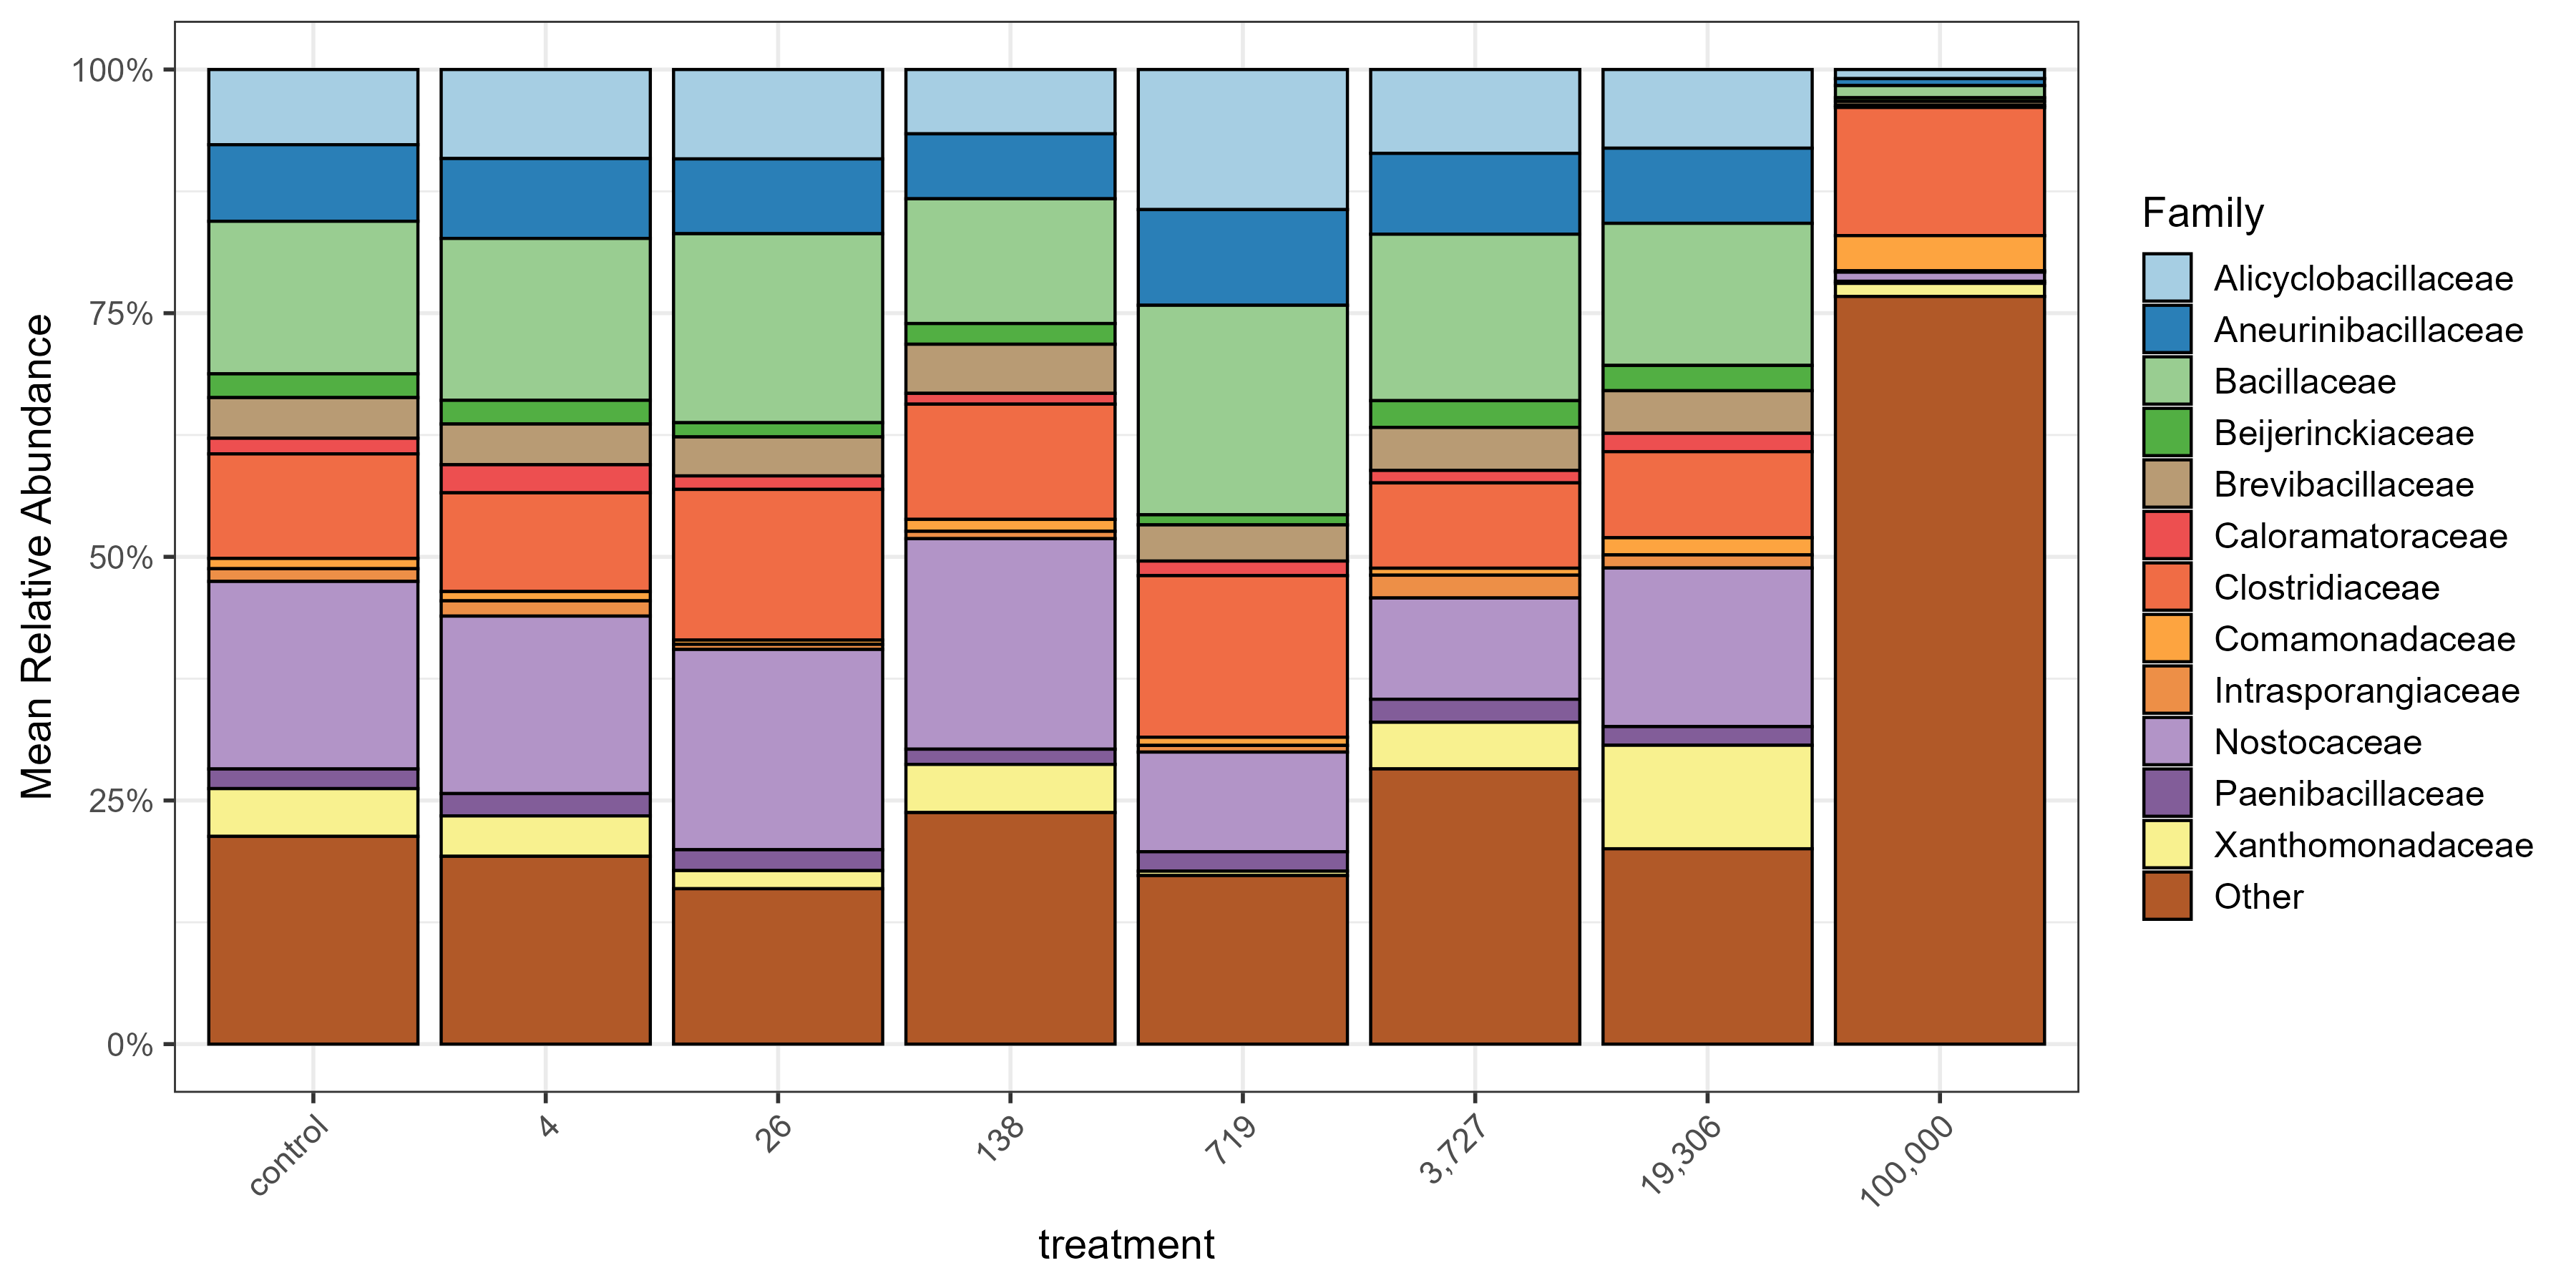 Mean Relative Abundance
100%
75%
50%
25%
0%
control
4
26
138
719
3,727
19,306
100,000
treatment
Family
Alicyclobacillaceae
Aneurinibacillaceae
Bacillaceae
Beijerinckiaceae
Brevibacillaceae
Caloramatoraceae
Clostridiaceae
Comamonadaceae
Intrasporangiaceae
Nostocaceae
Paenibacillaceae
Xanthomonadaceae
Other